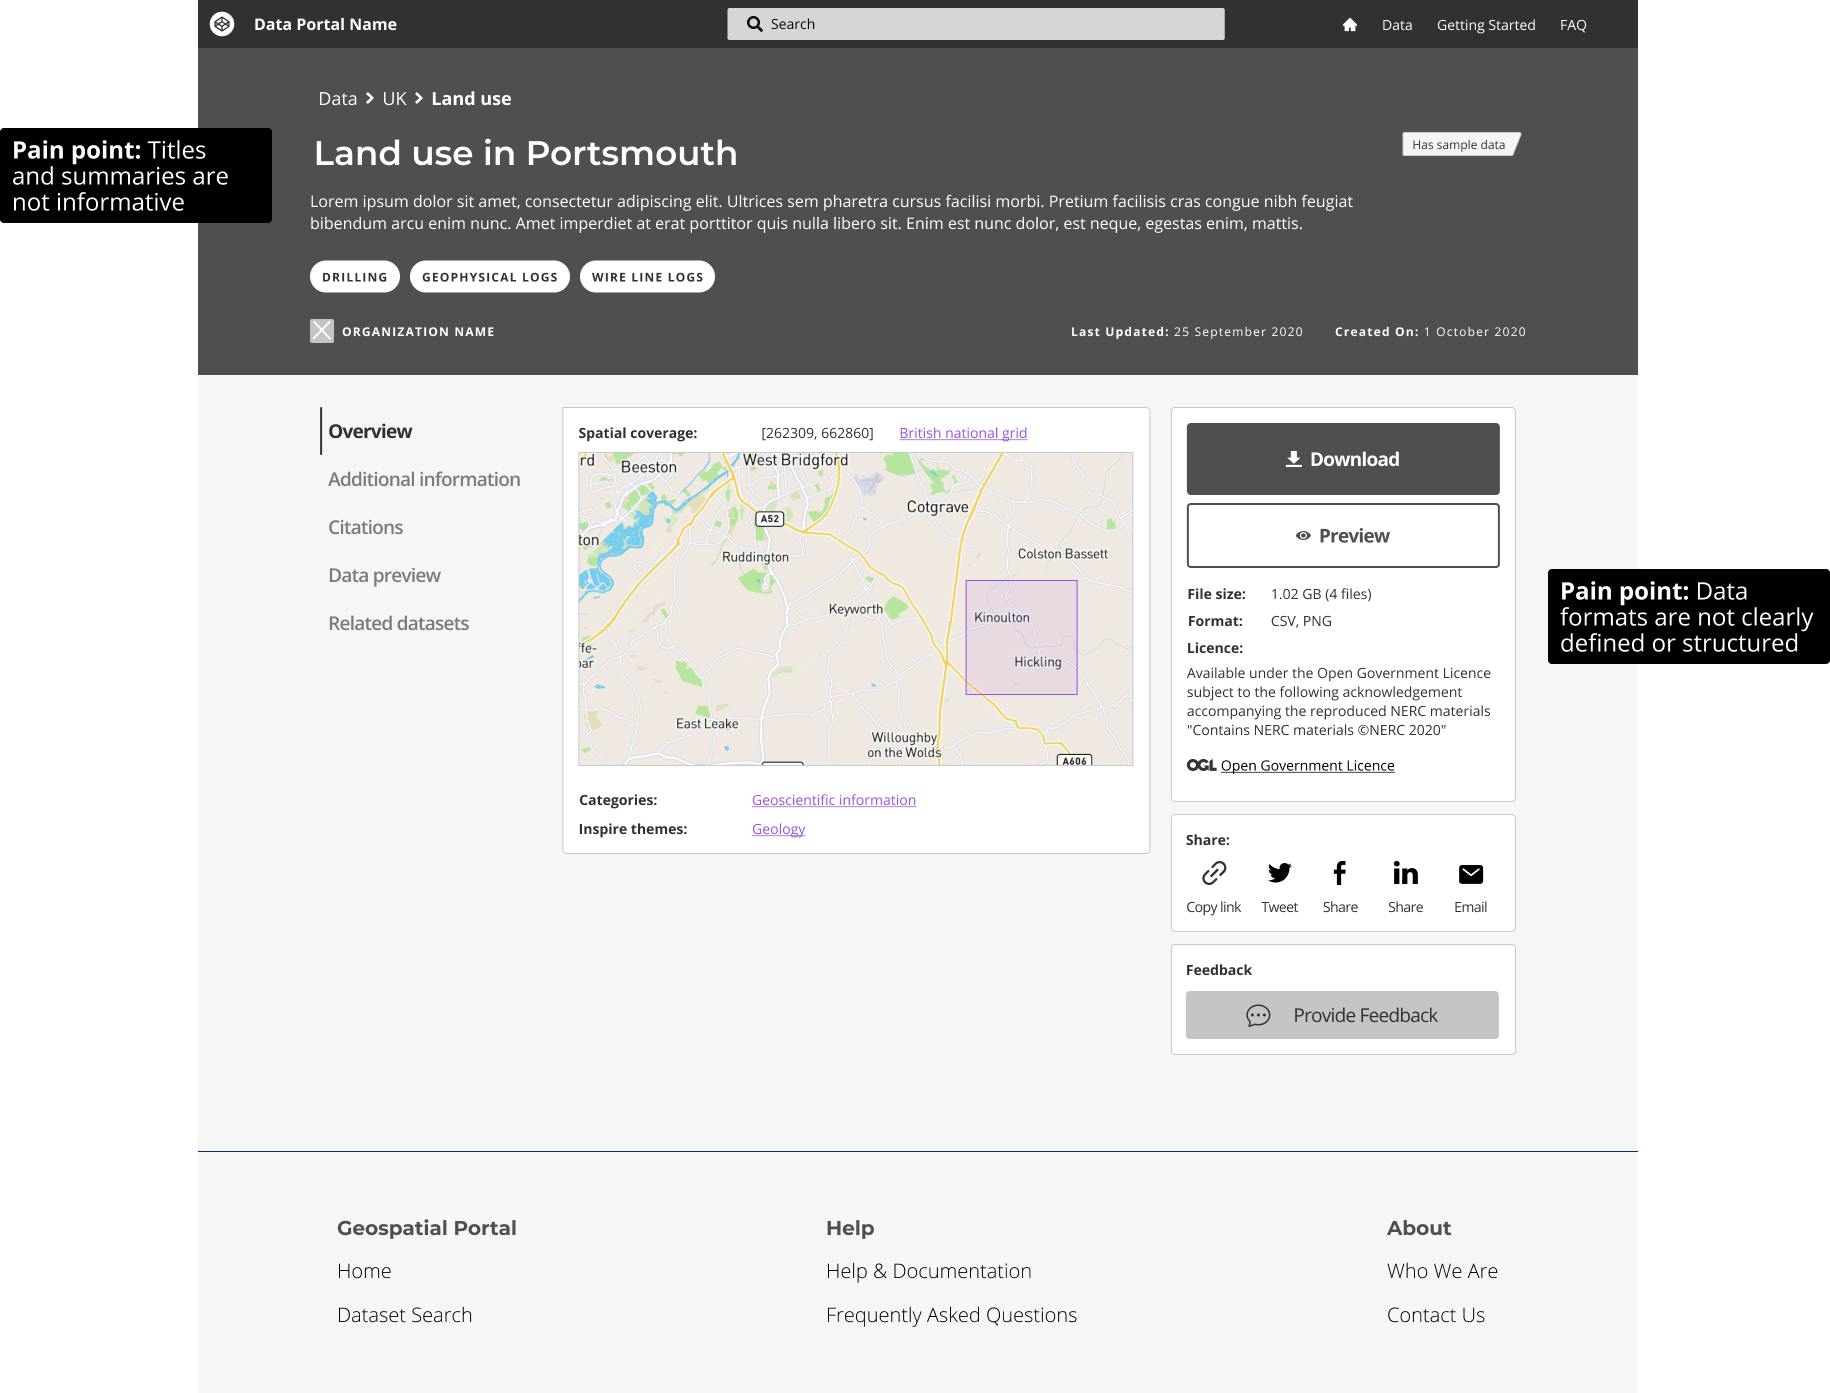 Data Portal Name
Search
Data
Getting Started
FAQ
Data UK Land use
Pain point: Titles
and summaries are
not informative
Land use in Portsmouth
Has sample data
Lorem ipsum dolor sit amet, consectetur adipiscing elit. Ultrices sem pharetra cursus facilisi morbi. Pretium facilisis cras congue nibh feugiat
bibendum arcu enim nunc. Amet imperdiet at erat porttitor quis nulla libero sit. Enim est nunc dolor, est neque, egestas enim, mattis.
DRILLING
GEOPHYSICAL LOGS
WIRE LINE LOGS
ORGANIZATION NAME
Last Updated: 25 September 2020
Created On: 1 October 2020
Overview
Additional information
Citations
Data preview
Related datasets
Spatial coverage: [262309, 662860] British national grid
rd
Beeston
West Bridgford
Cotgrave
A52
ton
Ruddington
Colston Bassett
Keyworth
Kinoulton
ffe-
bar
Hickling
East Leake
Willoughby
on the Wolds
A606
Categories: Geoscientific information
Inspire themes: Geology
Download
Preview
File size: 1.02 GB (4 files)
Format: CSV, PNG
Licence:
Available under the Open Government Licence
subject to the following acknowledgement
accompanying the reproduced NERC materials
"Contains NERC materials ©NERC 2020"
OGL Open Government Licence
Pain point: Data
formats are not clearly
defined or structured
Share:
Copy link
Tweet
Share
Share
Email
Feedback
Provide Feedback
Geospatial Portal
Home
Dataset Search
Help
Help & Documentation
Frequently Asked Questions
About
Who We Are
Contact Us